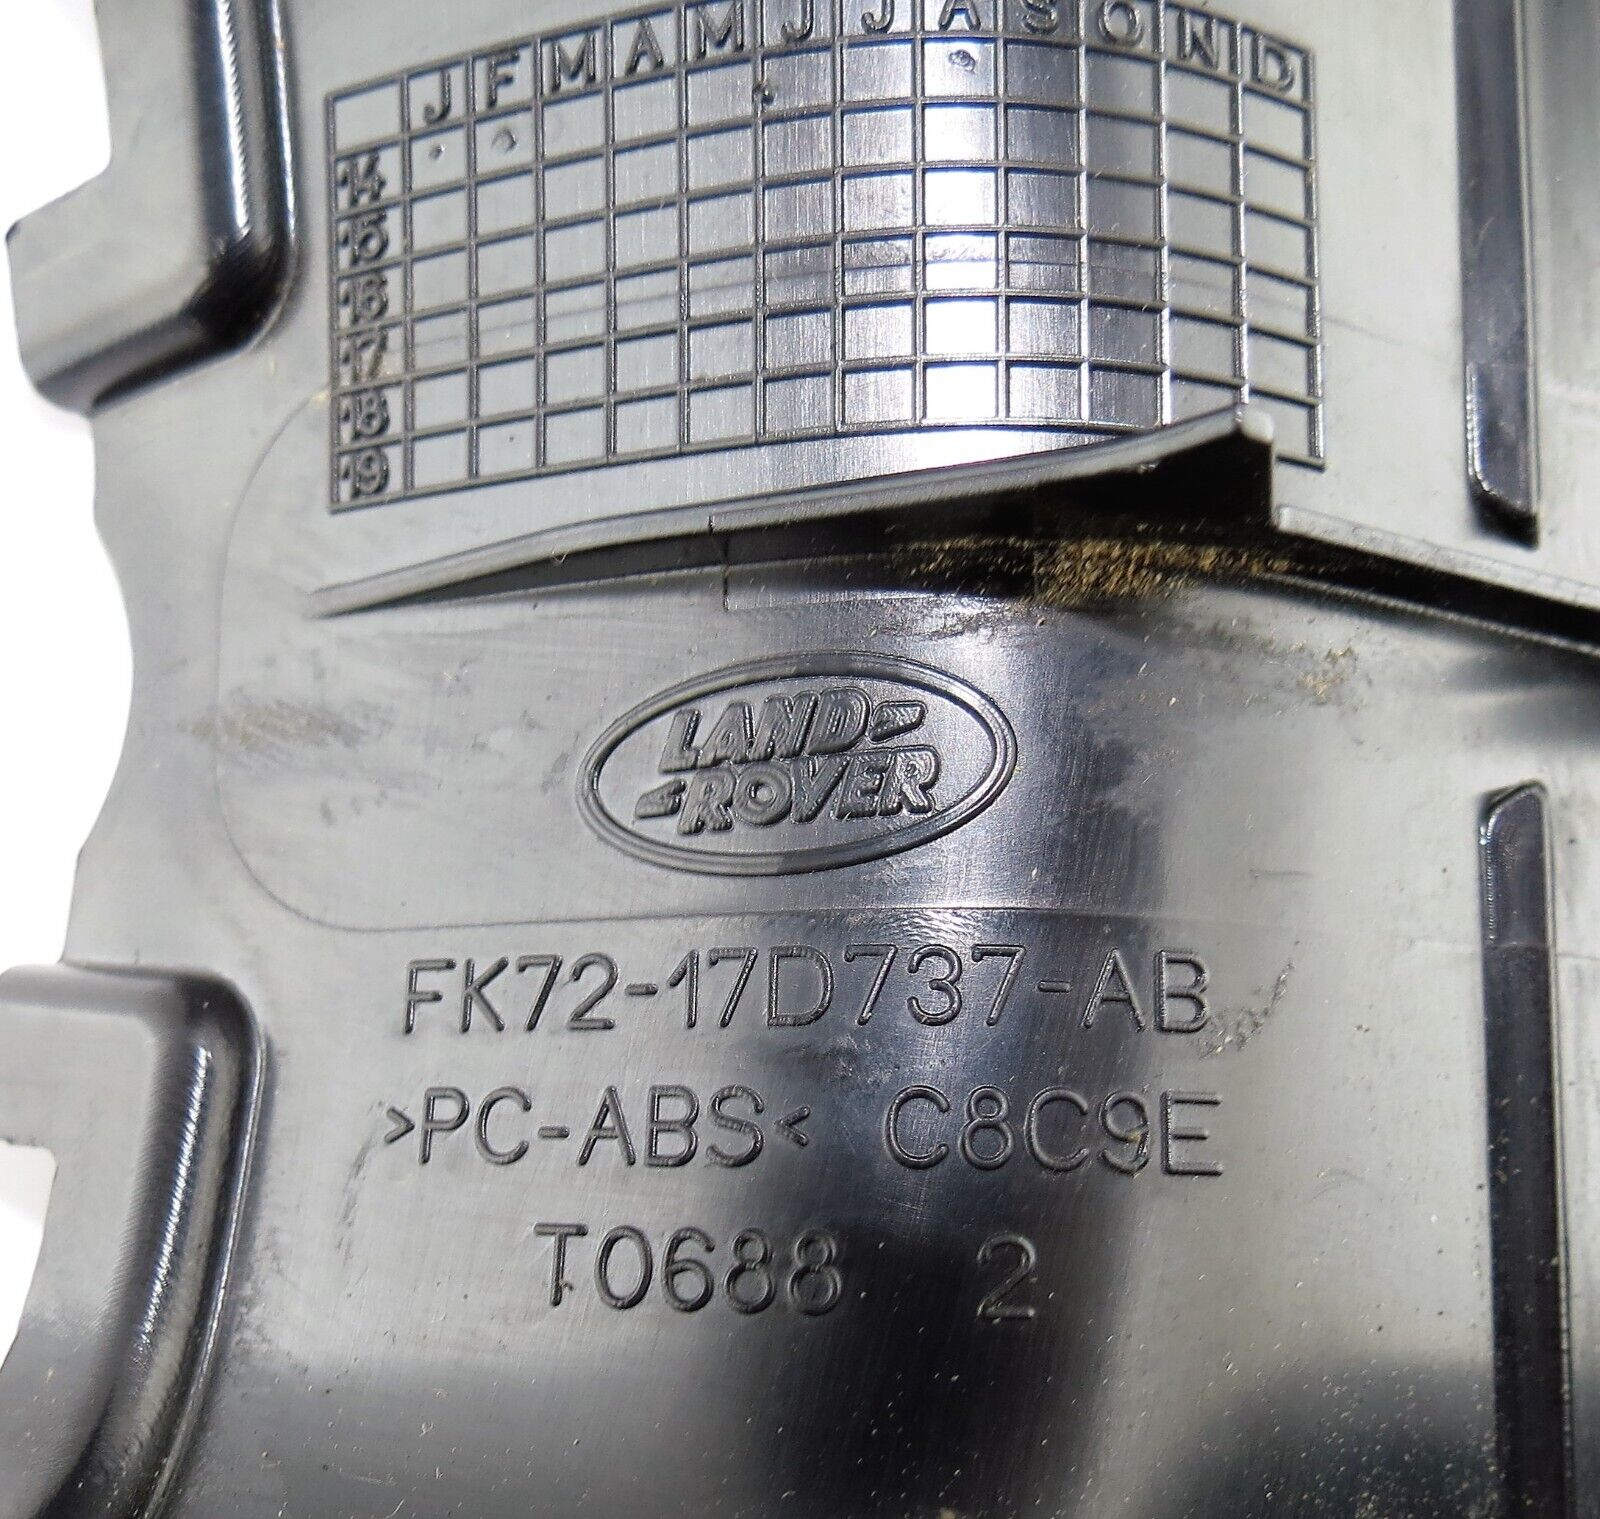 J F M A M J J A S O N D
14
15
16
17
18
19
LAND
ROVER
FK72-17D737-AB
>PC-ABS< C8C9E
T0688 2